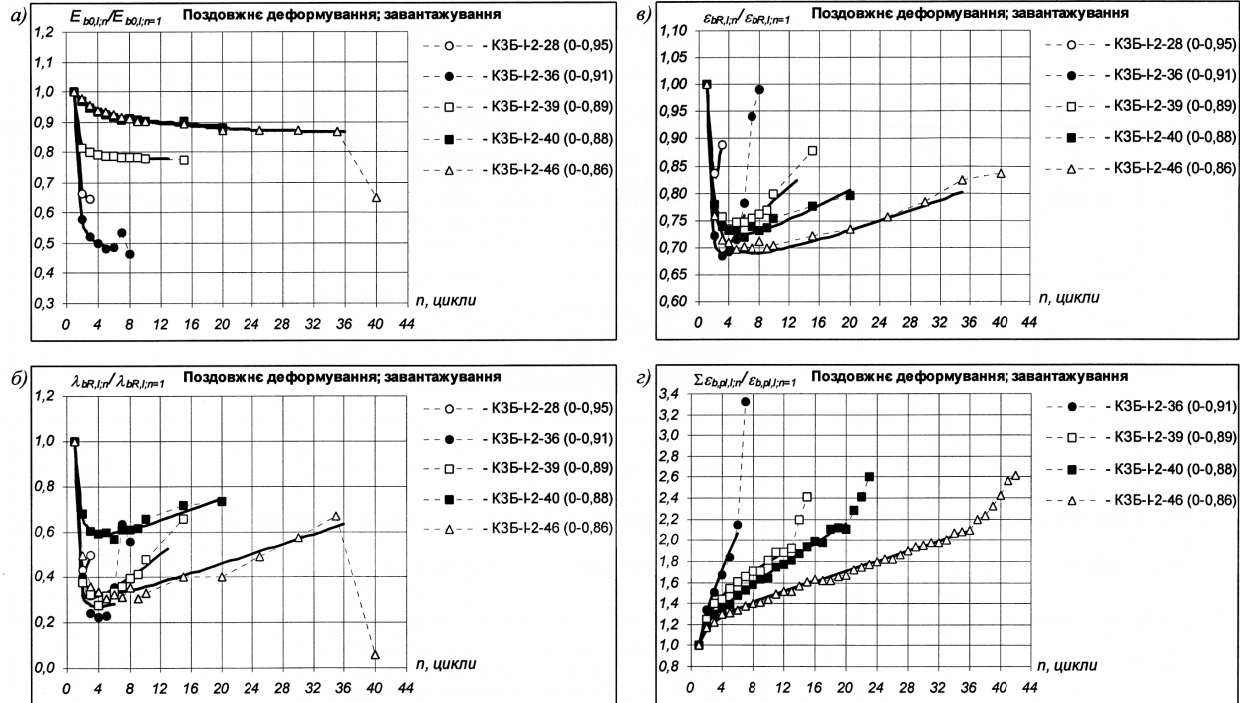 а)
E b0,l;n/E b0,l;n=1
Поздовжнє деформування; завантажування
1,2
1,1
1,0
0,9
0,8
0,7
0,6
0,5
0,4
0,3
0 4 8 12 16 20 24 28 32 36 40 44
n, цикли
- КЗБ-І-2-28 (0-0,95)
- КЗБ-І-2-36 (0-0,91)
- КЗБ-І-2-39 (0-0,89)
- КЗБ-І-2-40 (0-0,88)
- КЗБ-І-2-46 (0-0,86)
в)
εbR,l;n/εbR,l;n=1
Поздовжнє деформування; завантажування
1,10
1,05
1,00
0,95
0,90
0,85
0,80
0,75
0,70
0,65
0,60
0 4 8 12 16 20 24 28 32 36 40 44
n, цикли
- КЗБ-І-2-28 (0-0,95)
- КЗБ-І-2-36 (0-0,91)
- КЗБ-І-2-39 (0-0,89)
- КЗБ-І-2-40 (0-0,88)
- КЗБ-І-2-46 (0-0,86)
б)
λbR,l;n/λbR,l;n=1
Поздовжнє деформування; завантажування
1,2
1,0
0,8
0,6
0,4
0,2
0,0
0 4 8 12 16 20 24 28 32 36 40 44
n, цикли
- КЗБ-І-2-28 (0-0,95)
- КЗБ-І-2-36 (0-0,91)
- КЗБ-І-2-39 (0-0,89)
- КЗБ-І-2-40 (0-0,88)
- КЗБ-І-2-46 (0-0,86)
г)
Σεb,pl,l;n/εb,pl,l;n=1
Поздовжнє деформування; завантажування
3,4
3,2
3,0
2,8
2,6
2,4
2,2
2,0
1,8
1,6
1,4
1,2
1,0
0,8
0 4 8 12 16 20 24 28 32 36 40 44
n, цикли
- КЗБ-І-2-36 (0-0,91)
- КЗБ-І-2-39 (0-0,89)
- КЗБ-І-2-40 (0-0,88)
- КЗБ-І-2-46 (0-0,86)